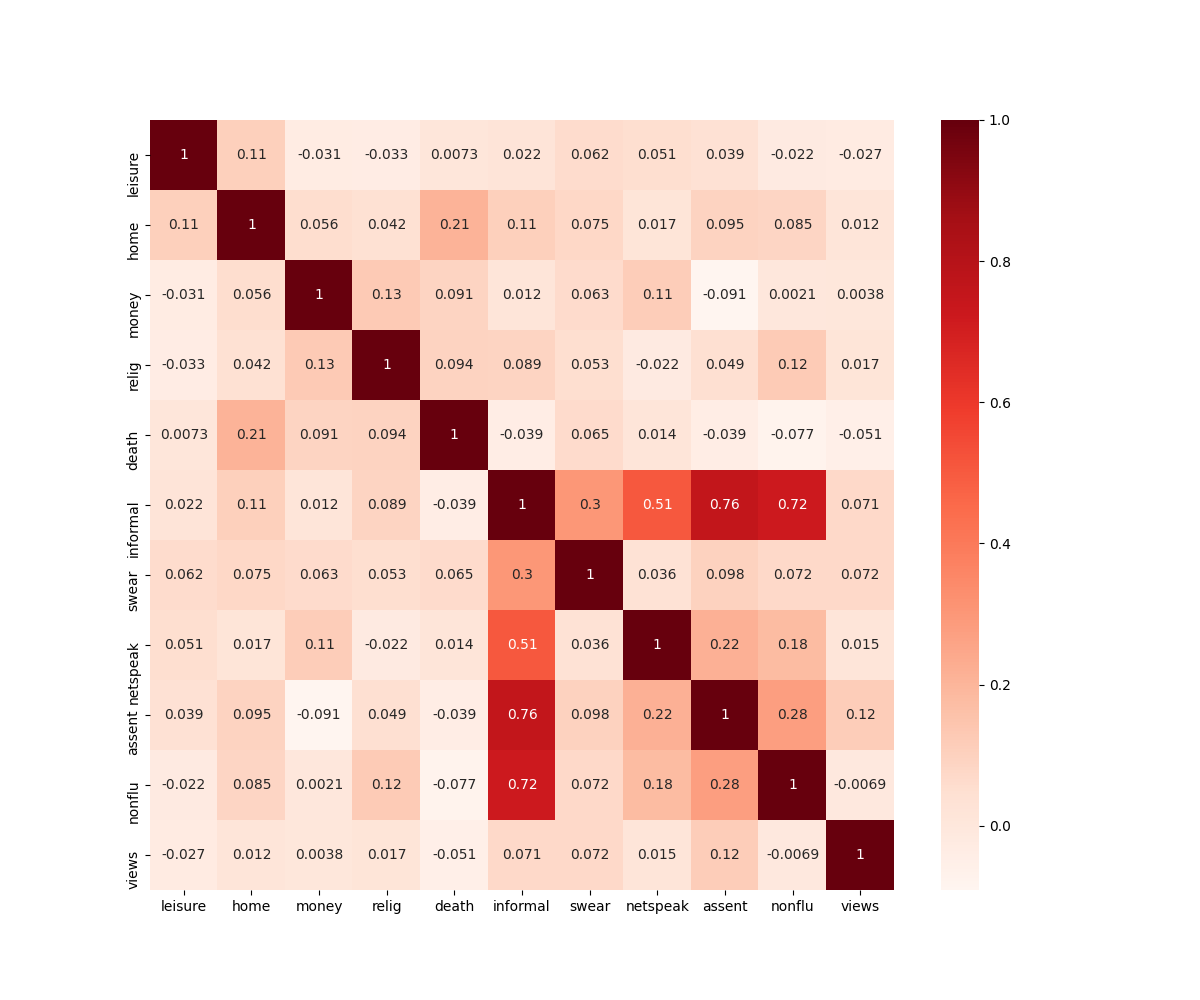 1.0
leisure 1 0.11 -0.031 -0.033 0.0073 0.022 0.062 0.051 0.039 -0.022 -0.027
home 0.11 1 0.056 0.042 0.21 0.11 0.075 0.017 0.095 0.085 0.012
0.8
money -0.031 0.056 1 0.13 0.091 0.012 0.063 0.11 -0.091 0.0021 0.0038
relig -0.033 0.042 0.13 1 0.094 0.089 0.053 -0.022 0.049 0.12 0.017
0.6
death 0.0073 0.21 0.091 0.094 1 -0.039 0.065 0.014 -0.039 -0.077 -0.051
informal 0.022 0.11 0.012 0.089 -0.039 1 0.3 0.51 0.76 0.72 0.071
0.4
swear 0.062 0.075 0.063 0.053 0.065 0.3 1 0.036 0.098 0.072 0.072
netspeak 0.051 0.017 0.11 -0.022 0.014 0.51 0.036 1 0.22 0.18 0.015
0.2
assent 0.039 0.095 -0.091 0.049 -0.039 0.76 0.098 0.22 1 0.28 0.12
nonflu -0.022 0.085 0.0021 0.12 -0.077 0.72 0.072 0.18 0.28 1 -0.0069
0.0
views -0.027 0.012 0.0038 0.017 -0.051 0.071 0.072 0.015 0.12 -0.0069 1
leisure home money relig death informal swear netspeak assent nonflu views